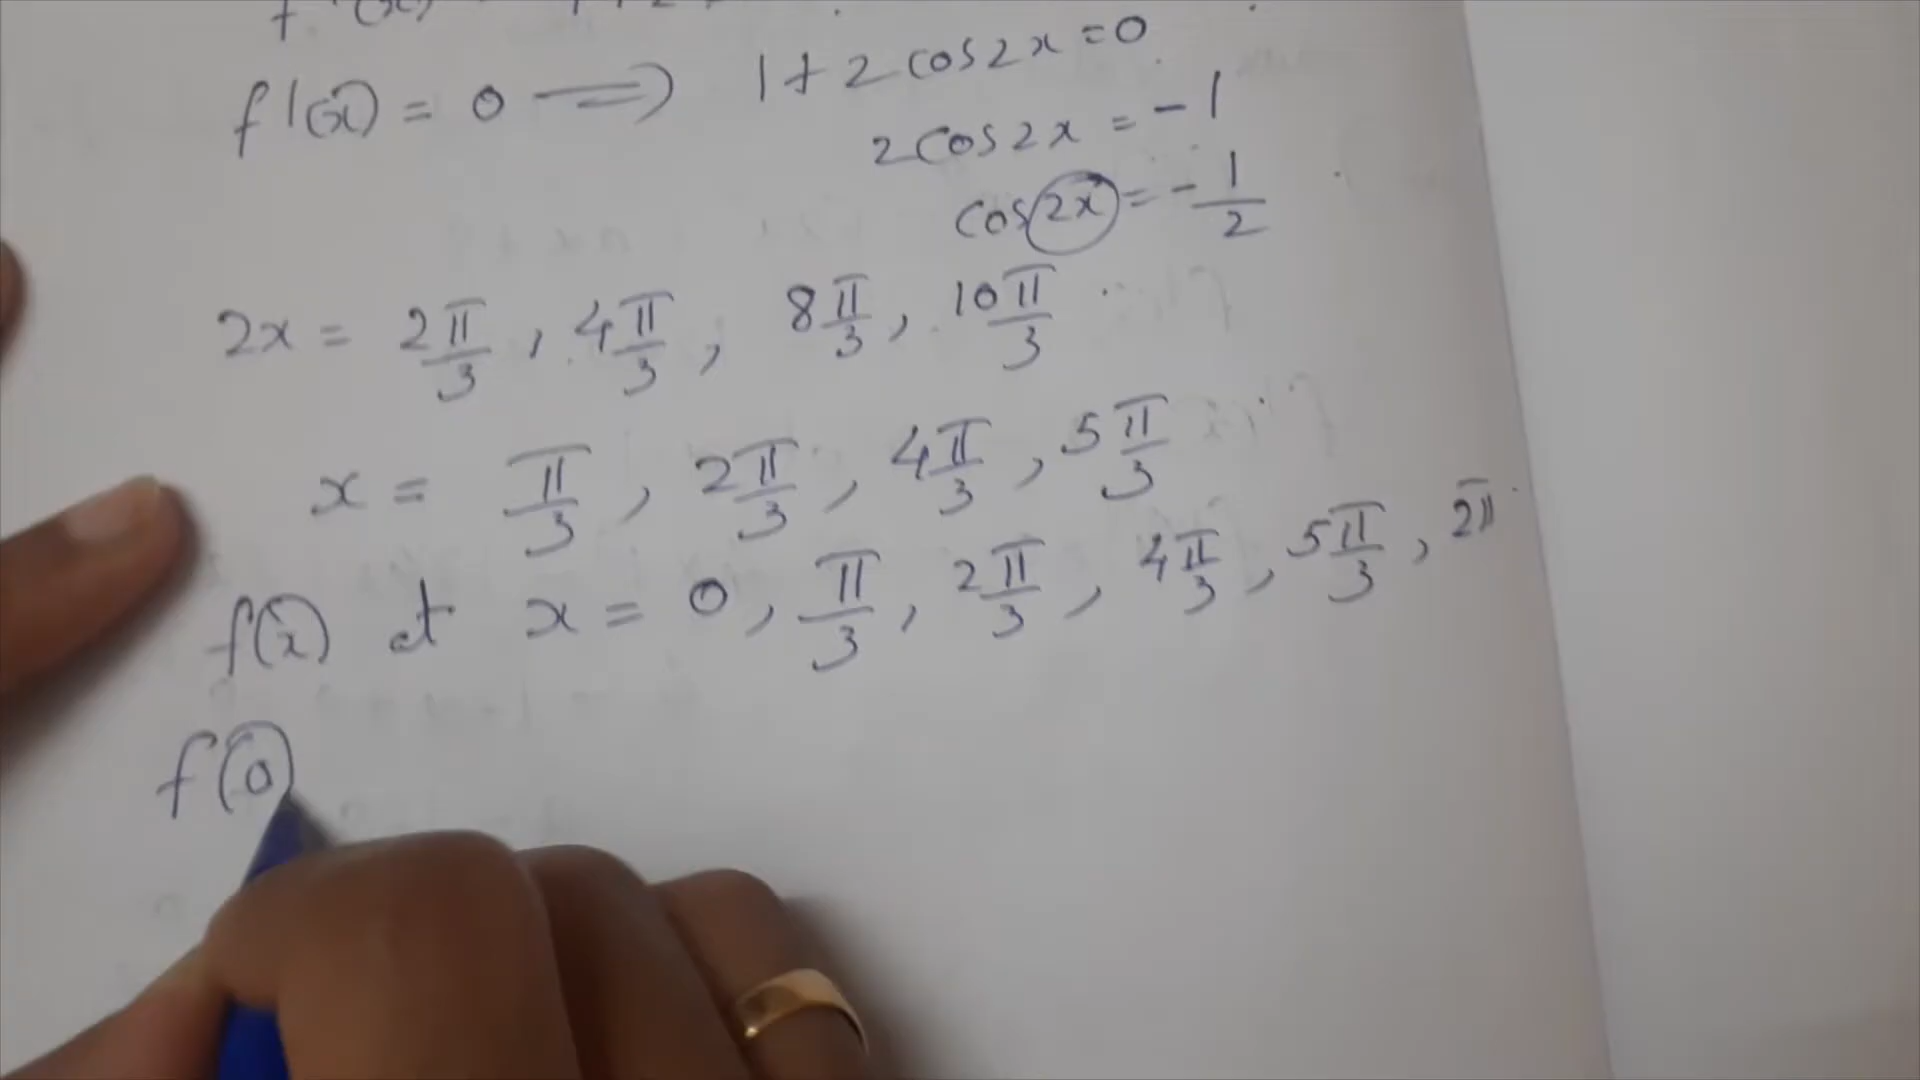 f'(x) = 0 ⟹ 1 + 2 cos 2x = 0
2 cos 2x = -1
cos 2x = -1/2
2x = 2π/3, 4π/3, 8π/3, 10π/3
x = π/3, 2π/3, 4π/3, 5π/3
f(x) at x = 0, π/3, 2π/3, 4π/3, 5π/3, 2π
f(0)